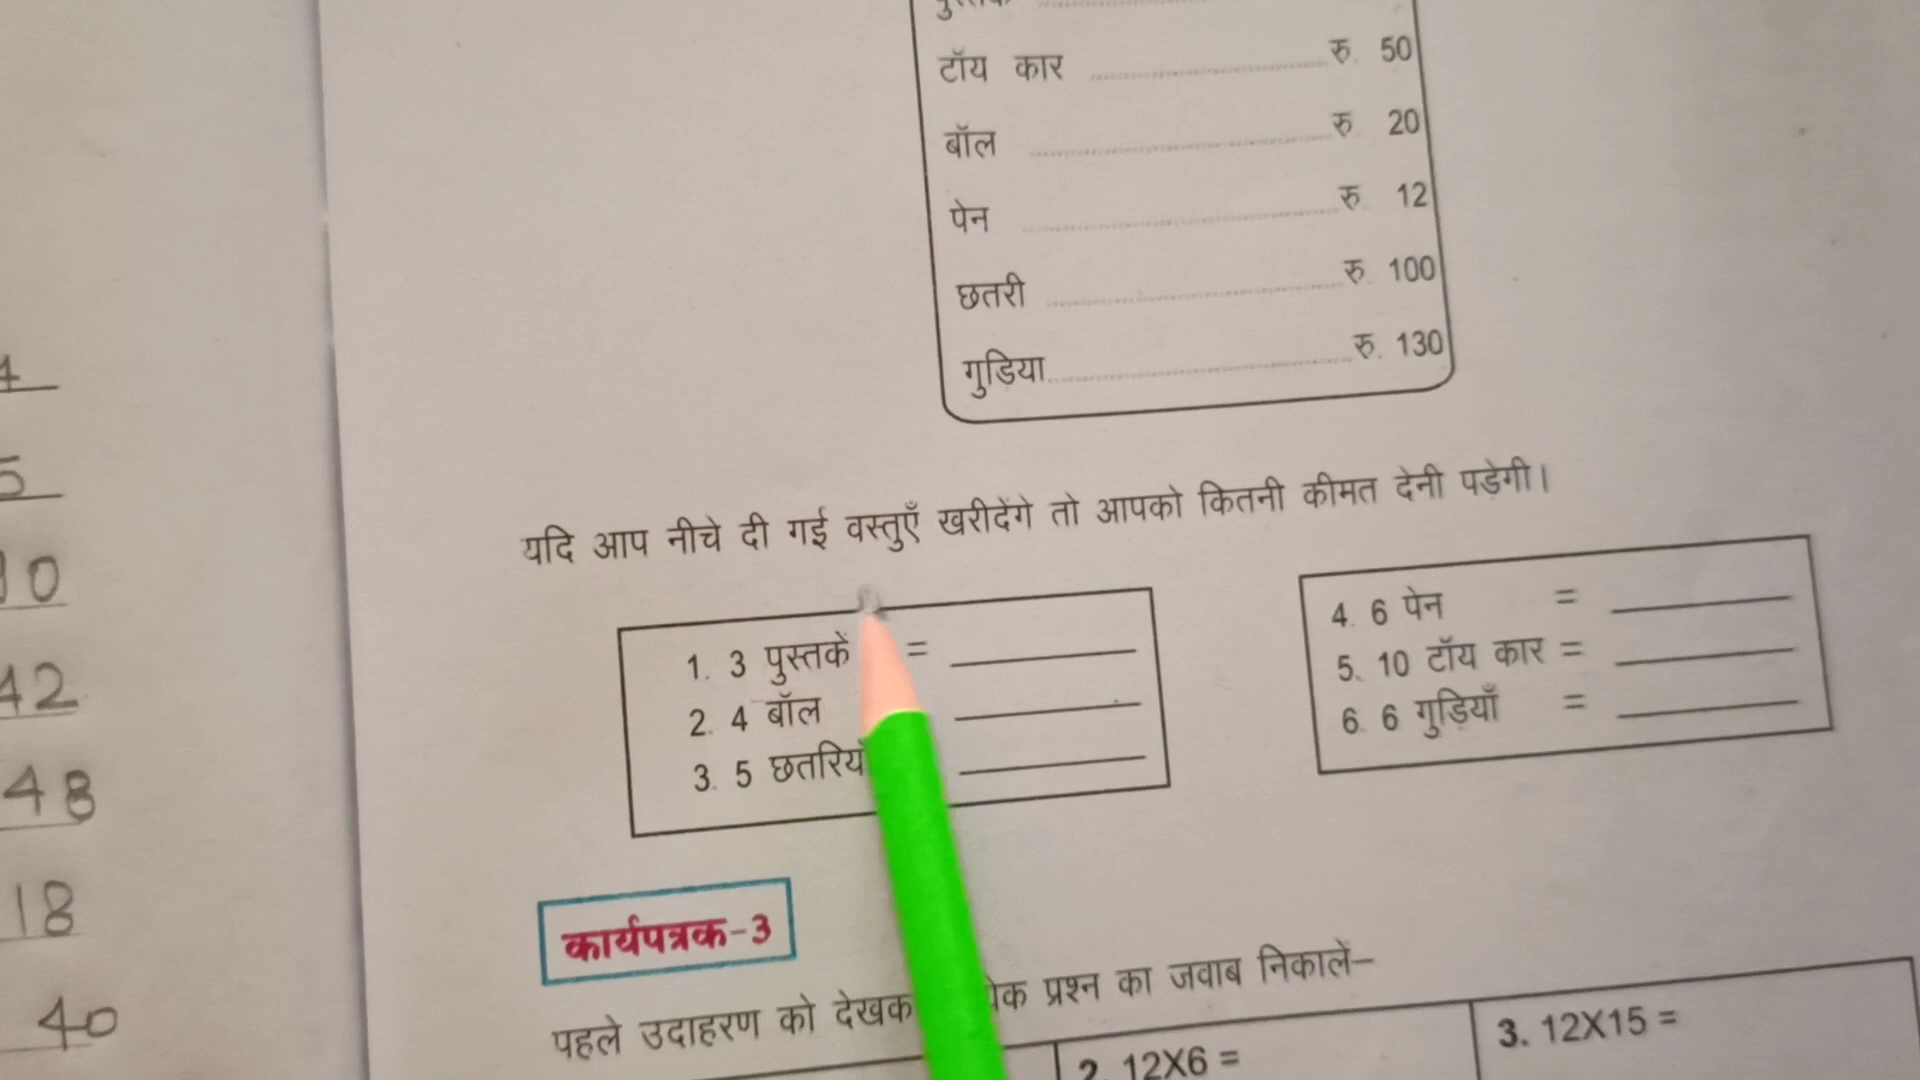 टॉय कार रु. 50
बॉल रु. 20
पेन रु. 12
छतरी रु. 100
गुडिया रु. 130
यदि आप नीचे दी गई वस्तुएँ खरीदेंगे तो आपको कितनी कीमत देनी पडेगी।
1. 3 पुस्तकें =
2. 4 बॉल
3. 5 छतरियाँ
4. 6 पेन =
5. 10 टॉय कार =
6. 6 गुड़ियाँ =
कार्यपत्रक-3
पहले उदाहरण को देखक प्रश्न का जवाब निकालें–
2. 12X6 =
3. 12X15 =
5
42
48
18
40